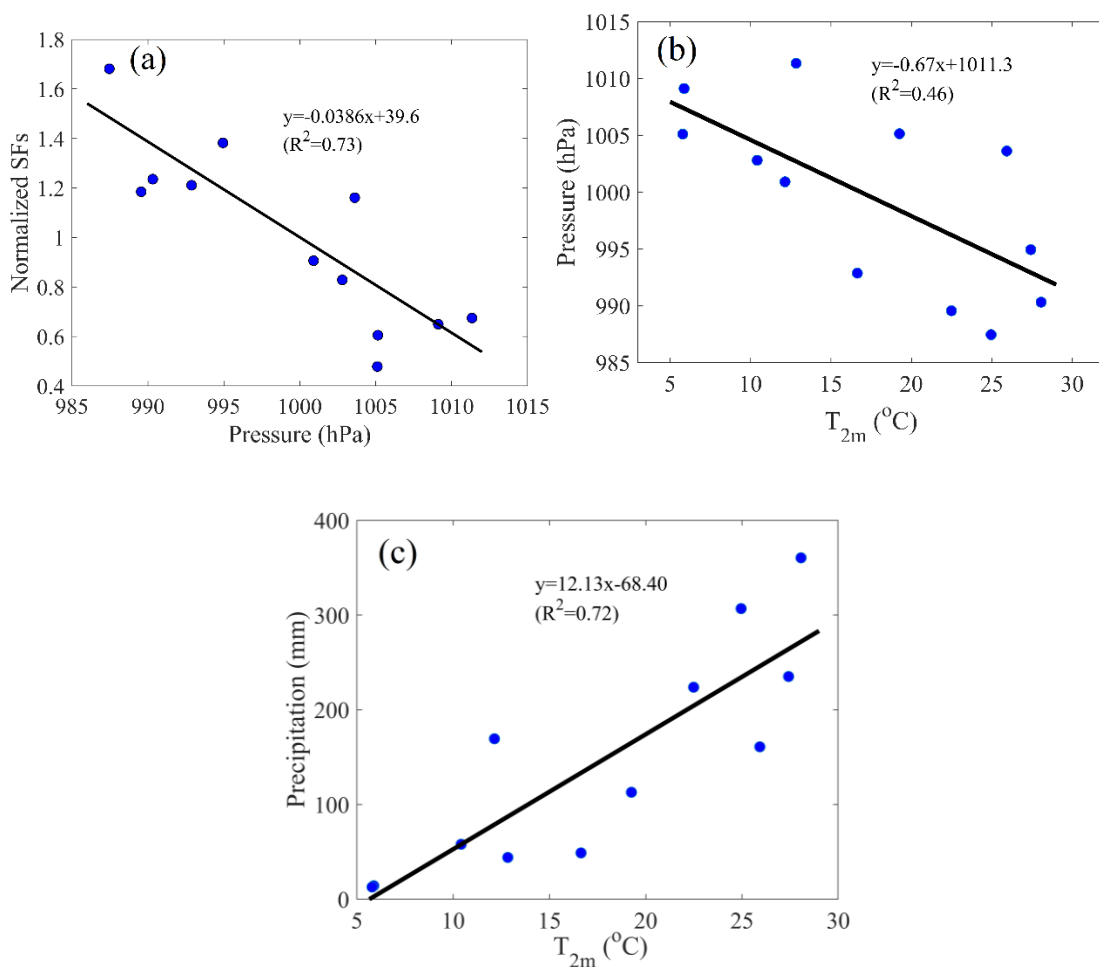 (a)
y=-0.0386x+39.6
(R²=0.73)
Normalized SFs
1.8
1.6
1.4
1.2
1
0.8
0.6
0.4
985 990 995 1000 1005 1010 1015
Pressure (hPa)
(b)
y=-0.67x+1011.3
(R²=0.46)
Pressure (hPa)
1015
1010
1005
1000
995
990
985
5 10 15 20 25 30
T2m (°C)
(c)
y=12.13x-68.40
(R²=0.72)
Precipitation (mm)
400
300
200
100
0
5 10 15 20 25 30
T2m (°C)